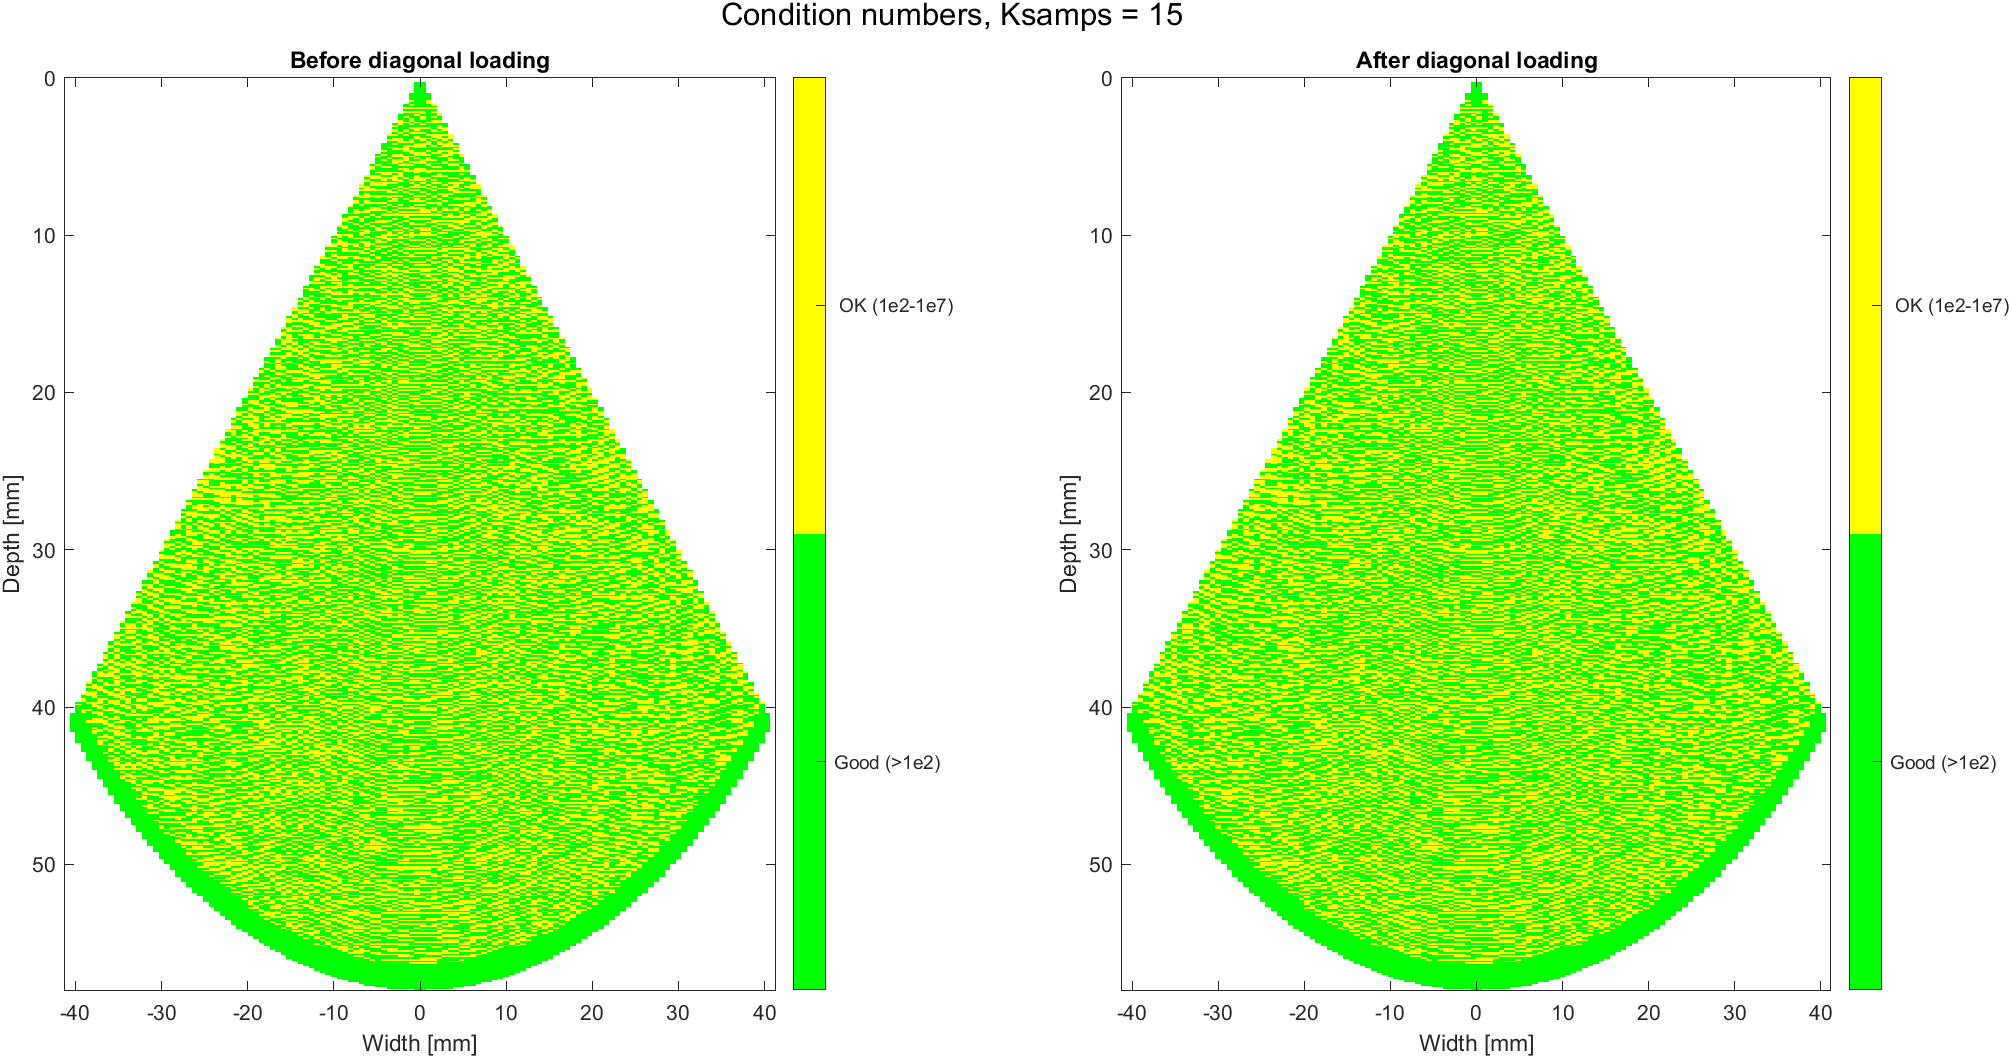 Condition numbers, Ksamps = 15
Before diagonal loading
0
10
20
30
40
50
Depth [mm]
-40 -30 -20 -10 0 10 20 30 40
Width [mm]
OK (1e2-1e7)
Good (>1e2)
After diagonal loading
0
10
20
30
40
50
Depth [mm]
-40 -30 -20 -10 0 10 20 30 40
Width [mm]
OK (1e2-1e7)
Good (>1e2)